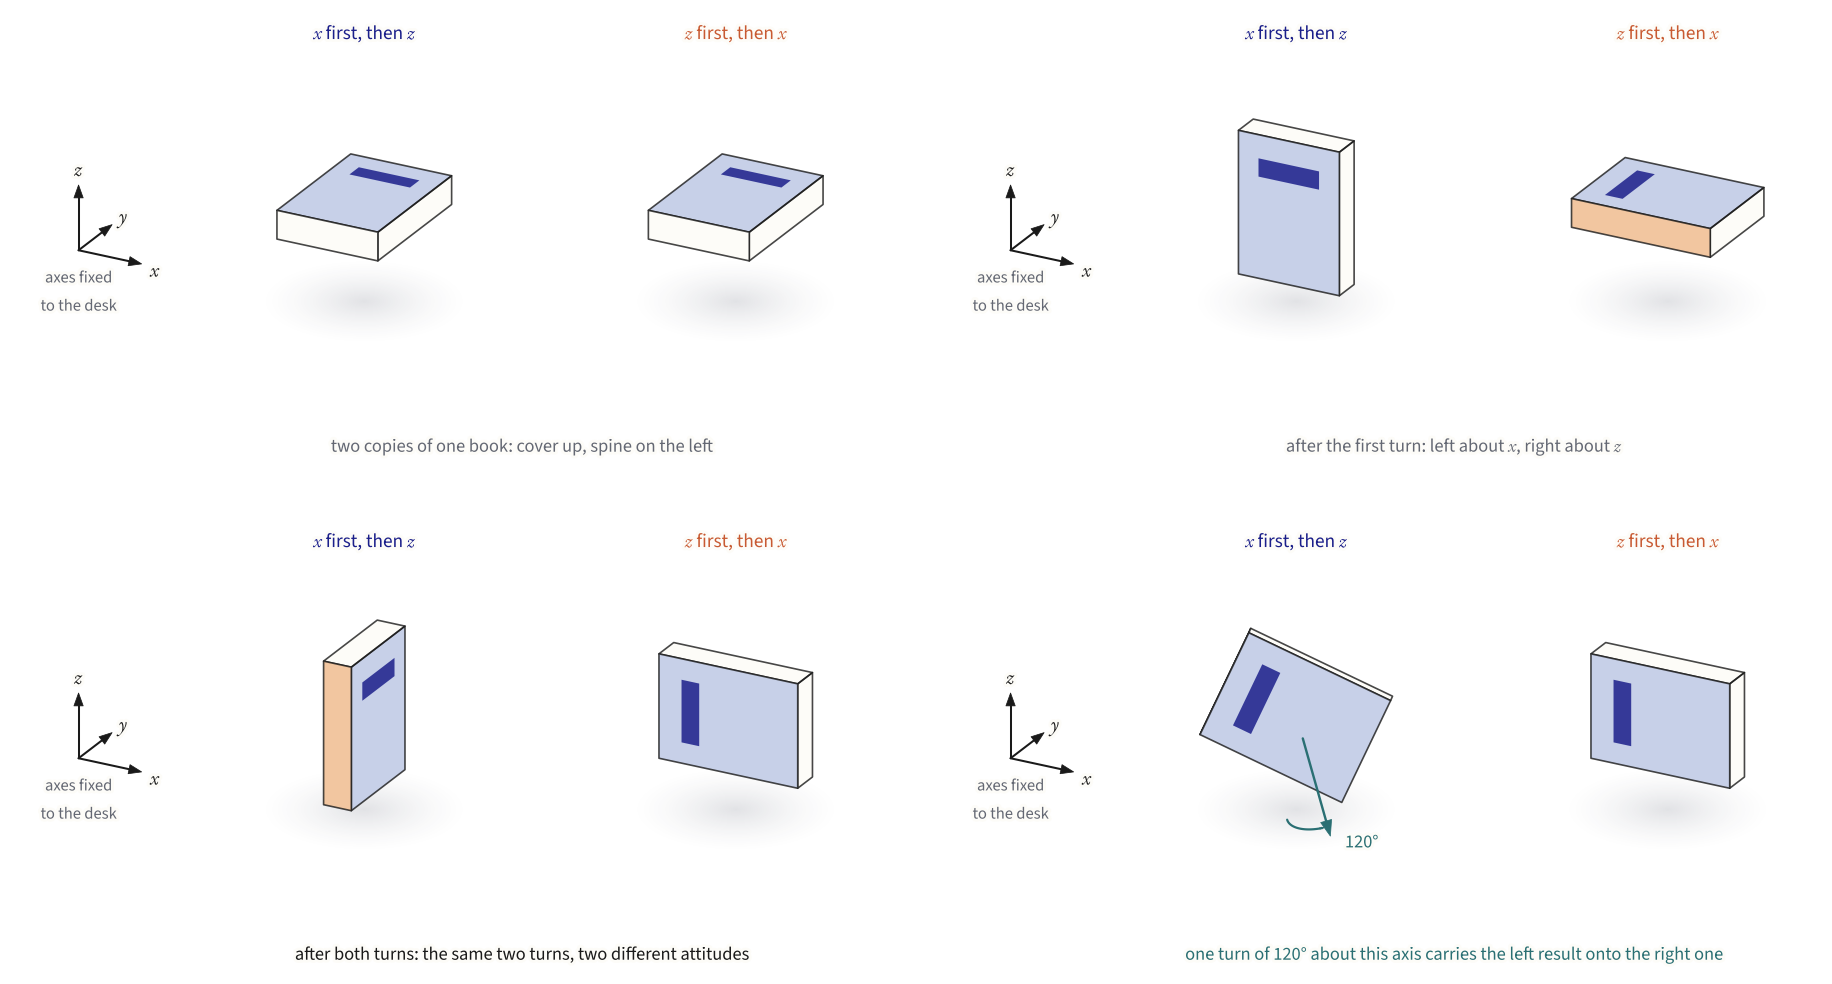 x first, then z
z first, then x
z
y
x
axes fixed
to the desk
two copies of one book: cover up, spine on the left
x first, then z
z first, then x
z
y
x
axes fixed
to the desk
after the first turn: left about x, right about z
x first, then z
z first, then x
z
y
x
axes fixed
to the desk
after both turns: the same two turns, two different attitudes
x first, then z
z first, then x
z
y
x
axes fixed
to the desk
120°
one turn of 120° about this axis carries the left result onto the right one